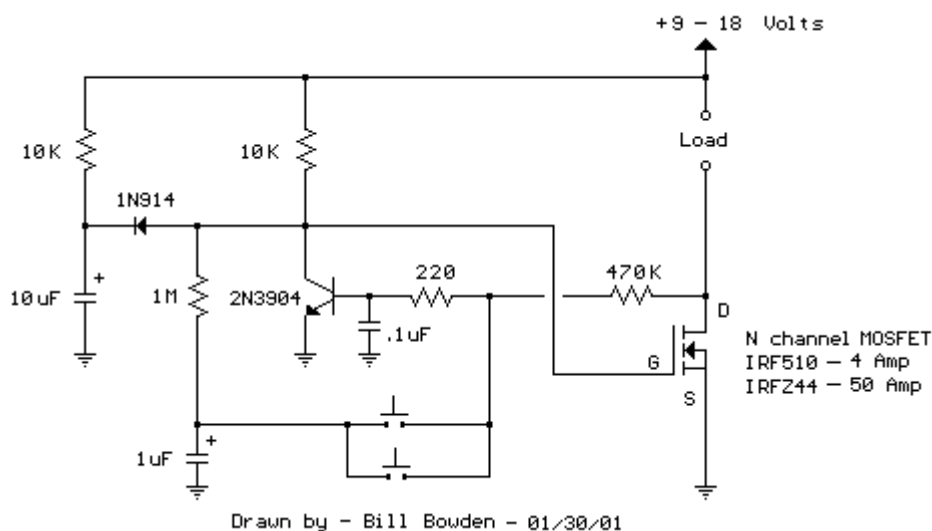 +9 - 18 Volts
10K
10K
Load
1N914
220
470K
10uF
+
1M
2N3904
.1uF
D
G
S
N channel MOSFET
IRF510 - 4 Amp
IRFZ44 - 50 Amp
1uF
+
Drawn by - Bill Bowden - 01/30/01